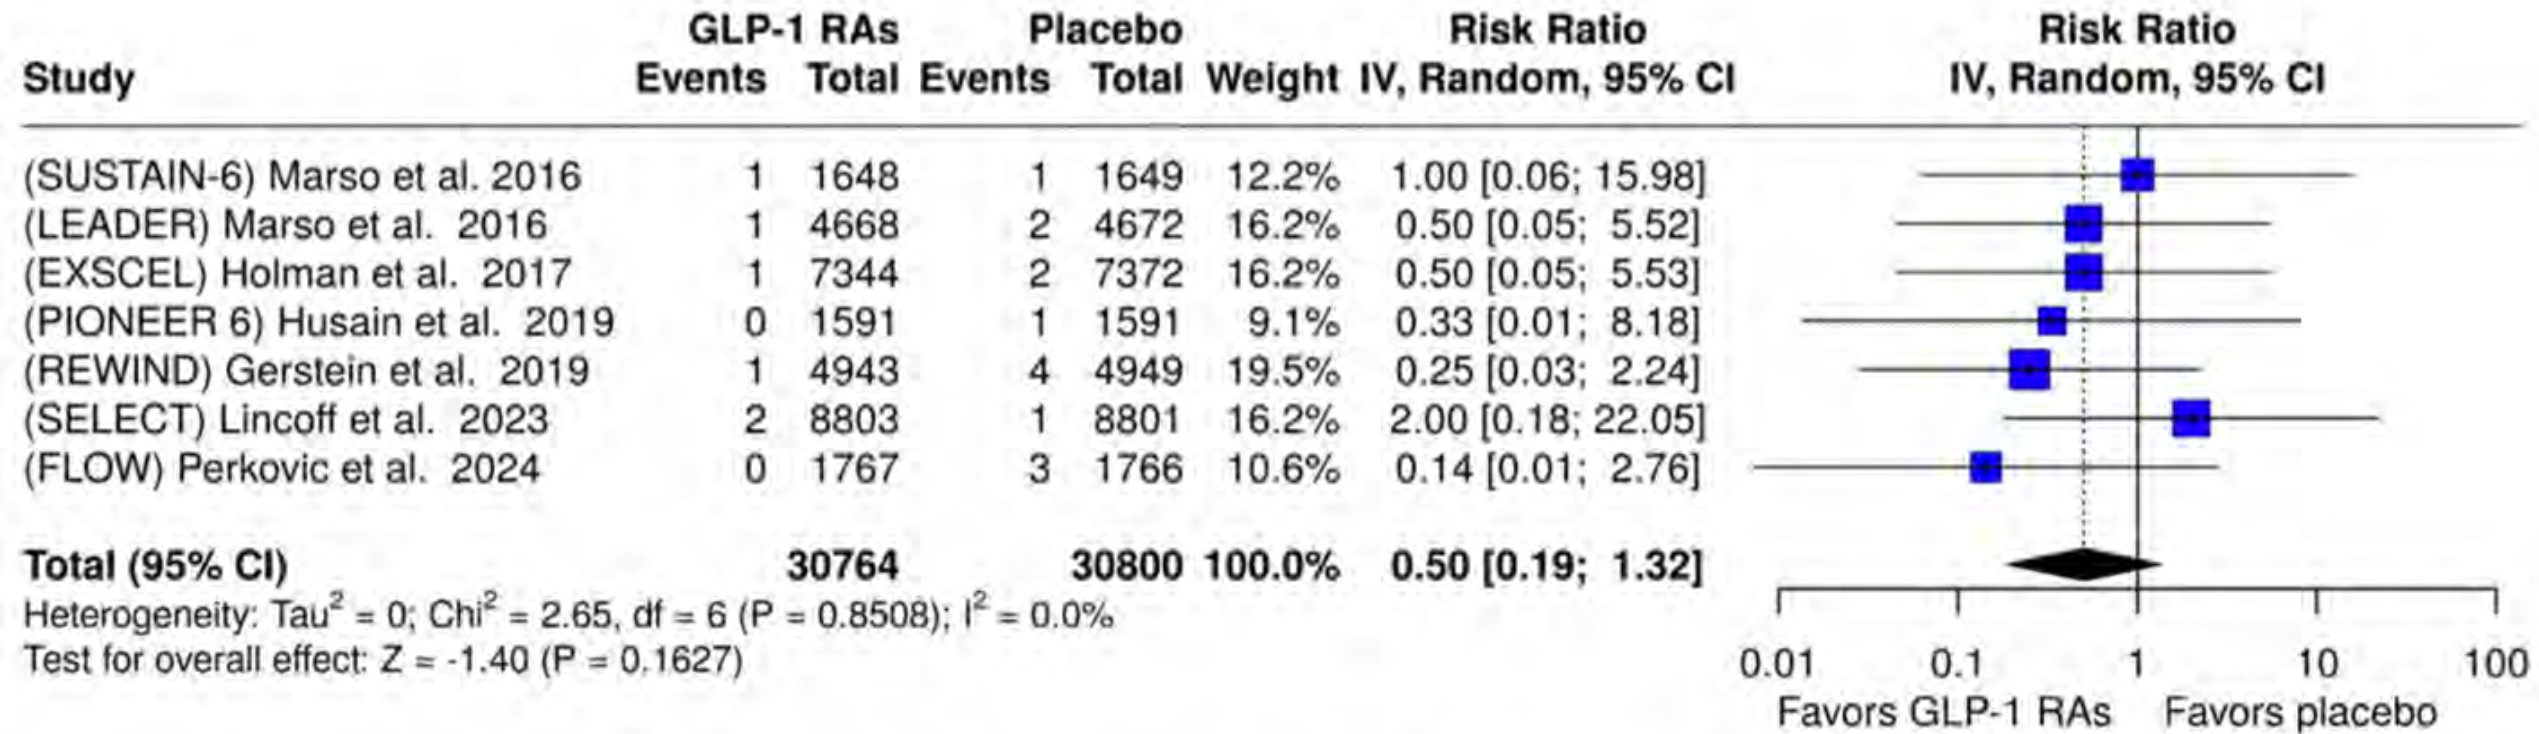 GLP-1 RAs Placebo Risk Ratio Risk Ratio
Study Events Total Events Total Weight IV, Random, 95% CI IV, Random, 95% CI
(SUSTAIN-6) Marso et al. 2016 1 1648 1 1649 12.2% 1.00 [0.06; 15.98]
(LEADER) Marso et al. 2016 1 4668 2 4672 16.2% 0.50 [0.05; 5.52]
(EXSCEL) Holman et al. 2017 1 7344 2 7372 16.2% 0.50 [0.05; 5.53]
(PIONEER 6) Husain et al. 2019 0 1591 1 1591 9.1% 0.33 [0.01; 8.18]
(REWIND) Gerstein et al. 2019 1 4943 4 4949 19.5% 0.25 [0.03; 2.24]
(SELECT) Lincoff et al. 2023 2 8803 1 8801 16.2% 2.00 [0.18; 22.05]
(FLOW) Perkovic et al. 2024 0 1767 3 1766 10.6% 0.14 [0.01; 2.76]
Total (95% CI) 30764 30800 100.0% 0.50 [0.19; 1.32]
Heterogeneity: Tau² = 0; Chi² = 2.65, df = 6 (P = 0.8508); I² = 0.0%
Test for overall effect: Z = -1.40 (P = 0.1627)
0.01 0.1 1 10 100
Favors GLP-1 RAs Favors placebo